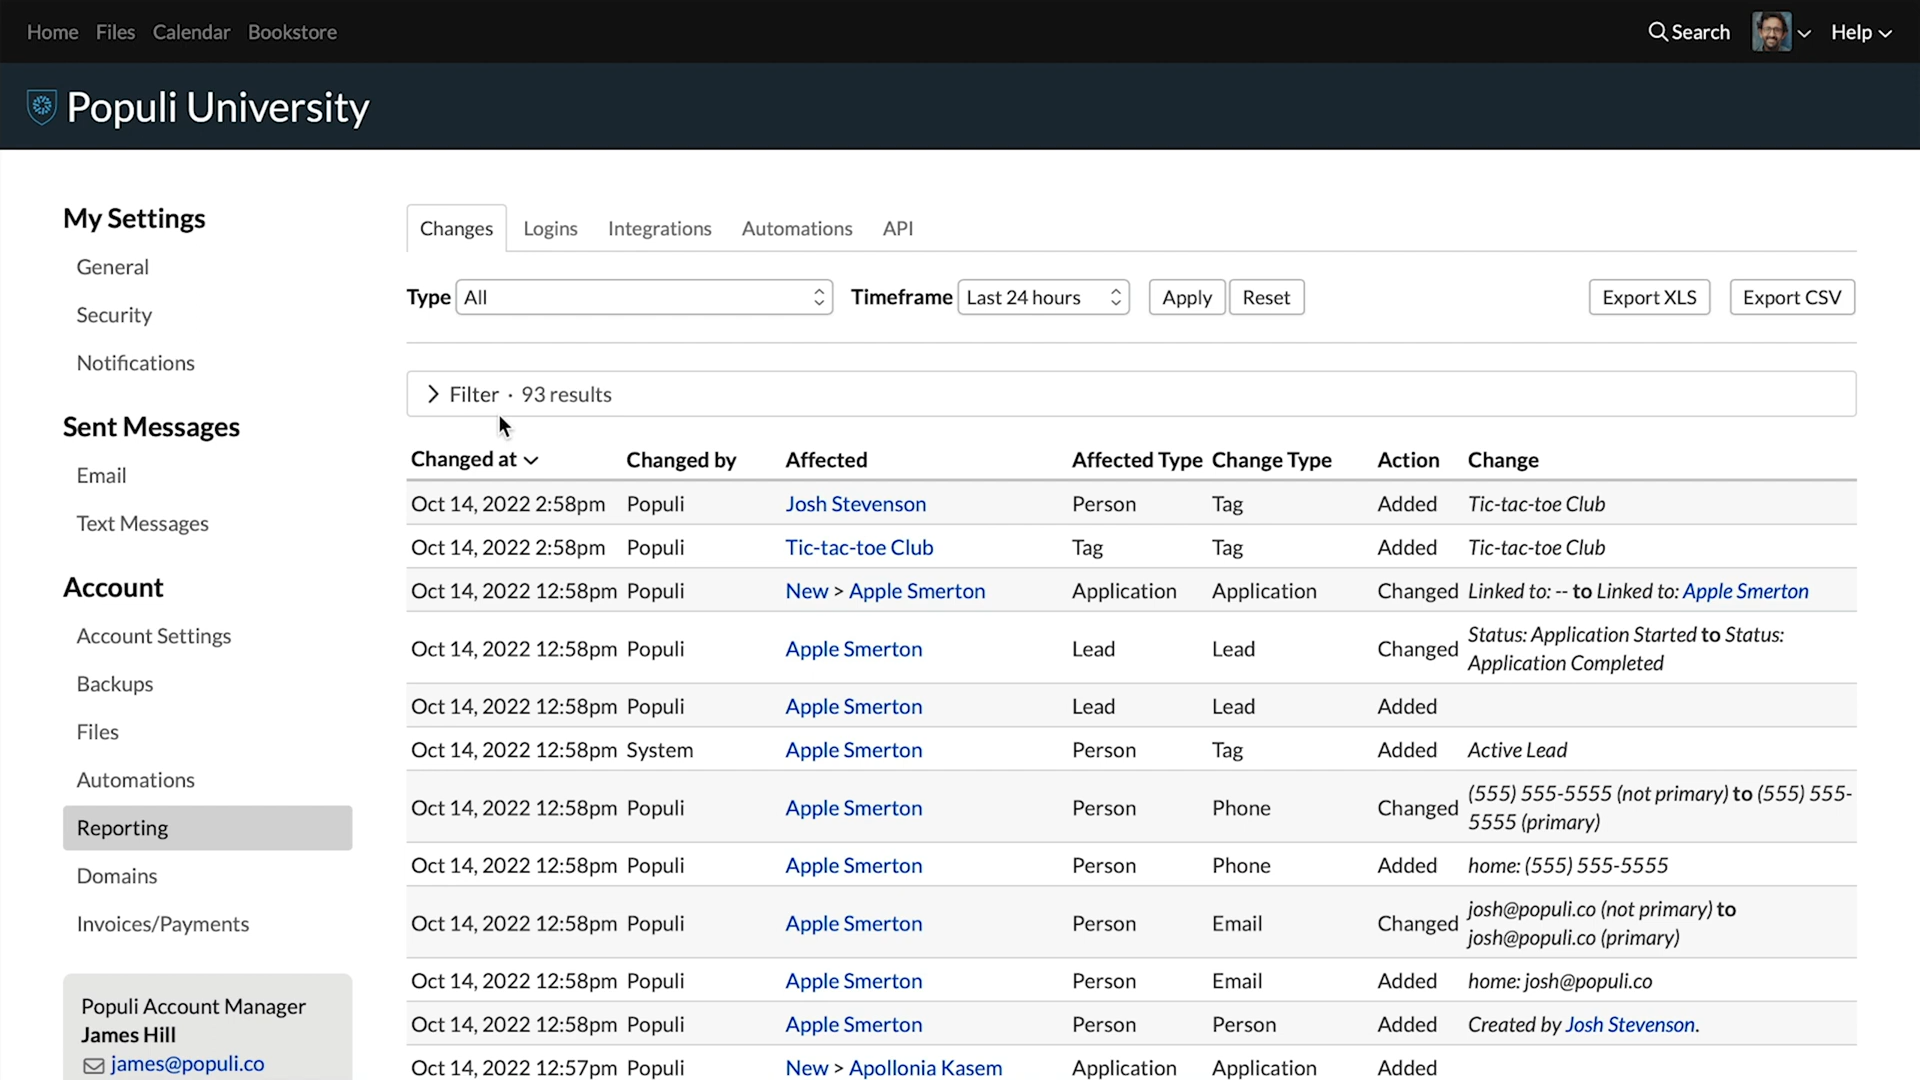 Home Files Calendar Bookstore Search Help
Populi University
My Settings
General
Security
Notifications
Sent Messages
Email
Text Messages
Account
Account Settings
Backups
Files
Automations
Reporting
Domains
Invoices/Payments
Populi Account Manager
James Hill
james@populi.co
Changes Logins Integrations Automations API
Type All Timeframe Last 24 hours Apply Reset Export XLS Export CSV
Filter · 93 results
Changed at Changed by Affected Affected Type Change Type Action Change
Oct 14, 2022 2:58pm Populi Josh Stevenson Person Tag Added Tic-tac-toe Club
Oct 14, 2022 2:58pm Populi Tic-tac-toe Club Tag Tag Added Tic-tac-toe Club
Oct 14, 2022 12:58pm Populi New > Apple Smerton Application Application Changed Linked to: -- to Linked to: Apple Smerton
Oct 14, 2022 12:58pm Populi Apple Smerton Lead Lead Changed Status: Application Started to Status:
Application Completed
Oct 14, 2022 12:58pm Populi Apple Smerton Lead Lead Added
Oct 14, 2022 12:58pm System Apple Smerton Person Tag Added Active Lead
Oct 14, 2022 12:58pm Populi Apple Smerton Person Phone Changed (555) 555-5555 (not primary) to (555) 555-
5555 (primary)
Oct 14, 2022 12:58pm Populi Apple Smerton Person Phone Added home: (555) 555-5555
Oct 14, 2022 12:58pm Populi Apple Smerton Person Email Changed josh@populi.co (not primary) to
josh@populi.co (primary)
Oct 14, 2022 12:58pm Populi Apple Smerton Person Email Added home: josh@populi.co
Oct 14, 2022 12:58pm Populi Apple Smerton Person Person Added Created by Josh Stevenson.
Oct 14, 2022 12:57pm Populi New > Apollonia Kasem Application Application Added